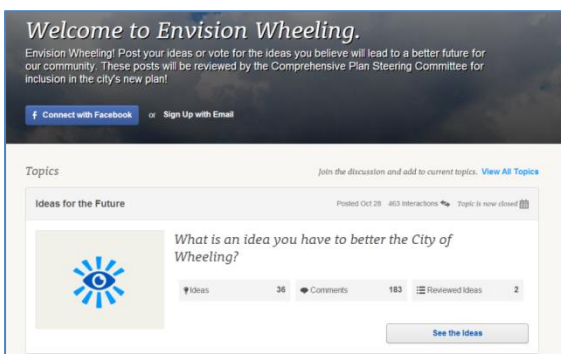 Welcome to Envision Wheeling.
Envision Wheeling! Post your ideas or vote for the ideas you believe will lead to a better future for
our community. These posts will be reviewed by the Comprehensive Plan Steering Committee for
inclusion in the city's new plan!
f Connect with Facebook or Sign Up with Email
Topics Join the discussion and add to current topics. View All Topics
Ideas for the Future Posted Oct 28 463 Interactions Topic is now closed
What is an idea you have to better the City of
Wheeling?
Ideas 36 Comments 183 Reviewed Ideas 2
See the Ideas